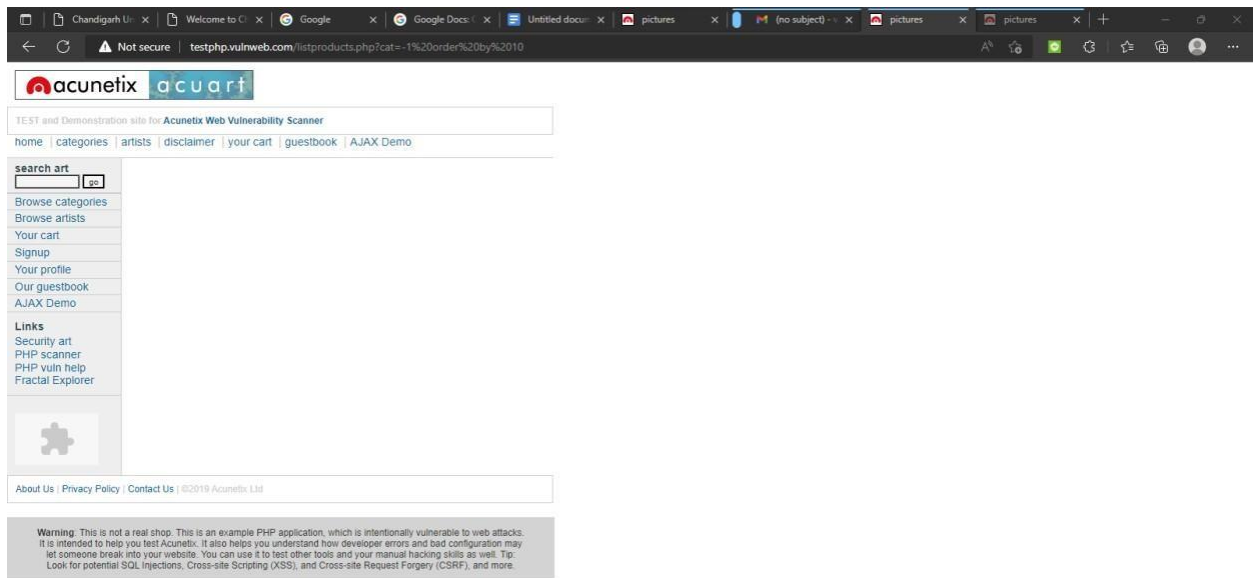 Chandigarh Un
Welcome to C
Google
Google Docs:
Untitled docum
pictures
(no subject) -
pictures
pictures
Not secure | testphp.vulnweb.com/listproducts.php?cat=-1%20order%20by%2010
acunetix acuart
TEST and Demonstration site for Acunetix Web Vulnerability Scanner
home | categories | artists | disclaimer | your cart | guestbook | AJAX Demo
search art
go
Browse categories
Browse artists
Your cart
Signup
Your profile
Our guestbook
AJAX Demo
Links
Security art
PHP scanner
PHP vuln help
Fractal Explorer
About Us | Privacy Policy | Contact Us | ©2019 Acunetix Ltd
Warning: This is not a real shop. This is an example PHP application, which is intentionally vulnerable to web attacks.
It is intended to help you test Acunetix. It also helps you understand how developer errors and bad configuration may
let someone break into your website. You can use it to test other tools and your manual hacking skills as well. Tip:
Look for potential SQL Injections, Cross-site Scripting (XSS), and Cross-site Request Forgery (CSRF), and more.